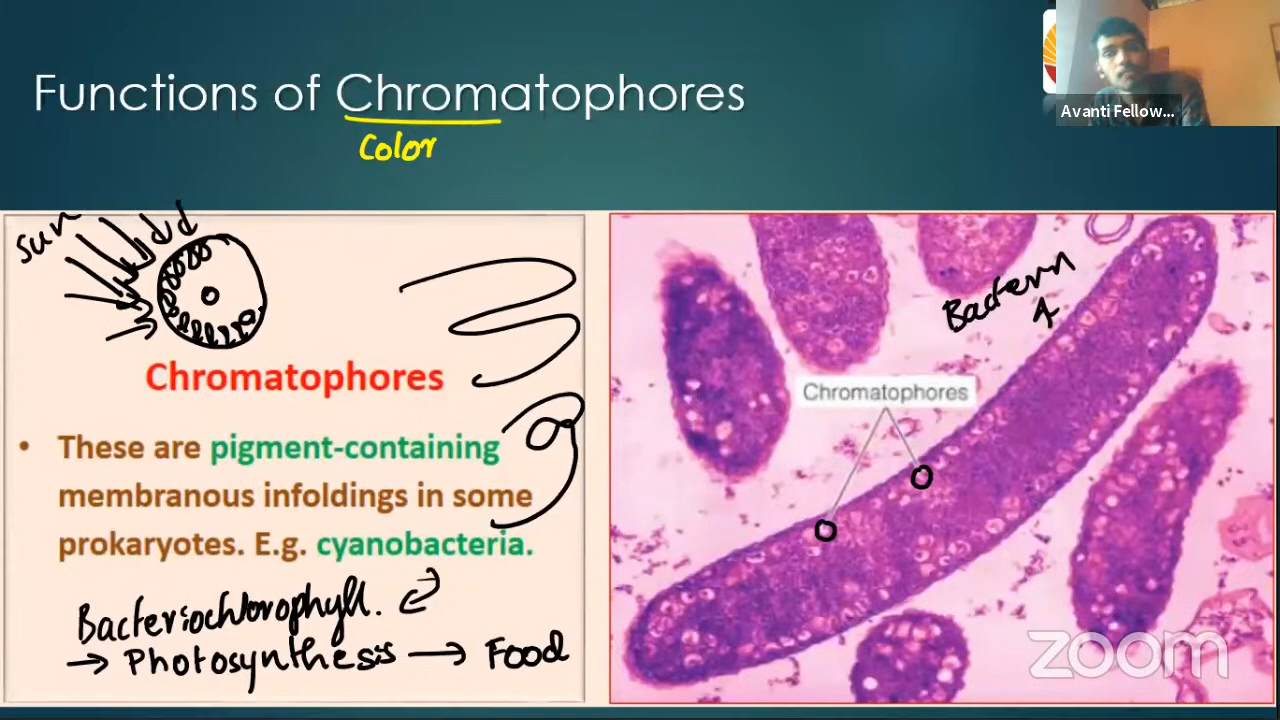 Functions of Chromatophores
Color
Avanti Fellow...
Sun
Chromatophores
• These are pigment-containing
membranous infoldings in some
prokaryotes. E.g. cyanobacteria.
Bacteriochlorophyll.
→ Photosynthesis → Food
Chromatophores
zoom